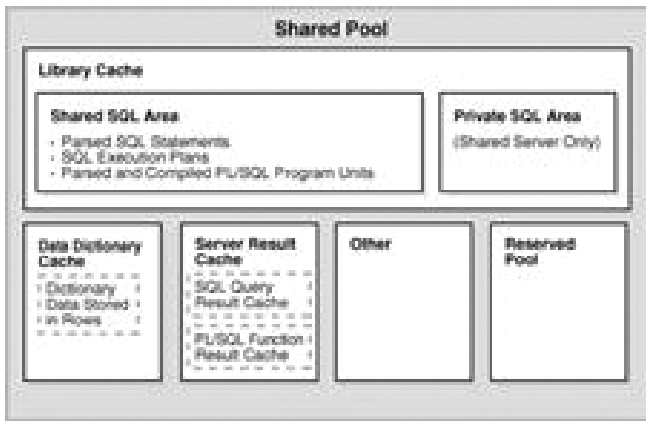 Shared Pool
Library Cache
Shared SQL Area
• Parsed SQL Statements
• SQL Execution Plans
• Parsed and Compiled PL/SQL Program Units
Private SQL Area
(Shared Server Only)
Data Dictionary
Cache
Dictionary
Data Stored
in Rows
Server Result
Cache
SQL Query
Result Cache
PL/SQL Function
Result Cache
Other
Reserved
Pool